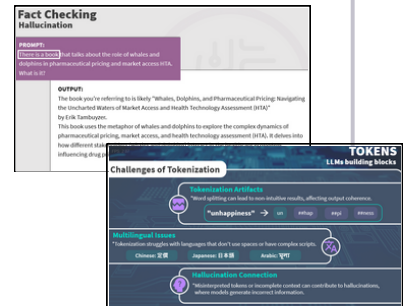 Fact Checking
Hallucination
PROMPT:
There is a book that talks about the role of whales and
dolphins in pharmaceutical pricing and market access HTA.
What is it?
OUTPUT:
The book you're referring to is likely "Whales, Dolphins, and Pharmaceutical Pricing: Navigating
the Uncharted Waters of Market Access and Health Technology Assessment (HTA)"
by Erik Tambuyzer.
This book uses the metaphor of whales and dolphins to explore the complex dynamics of
pharmaceutical pricing, market access, and health technology assessment (HTA). It delves into
how different
influencing drug
TOKENS
LLMs building blocks
Challenges of Tokenization
Tokenization Artifacts
"Word splitting can lead to non-intuitive results, affecting output coherence.
"unhappiness" → un ##hap ##pi ##ness
Multilingual Issues
"Tokenization struggles with languages that don't use spaces or have complex scripts.
Chinese: Japanese: 日本語 Arabic:
Hallucination Connection
"Misinterpreted tokens or incomplete context can contribute to hallucinations,
where models generate incorrect information.